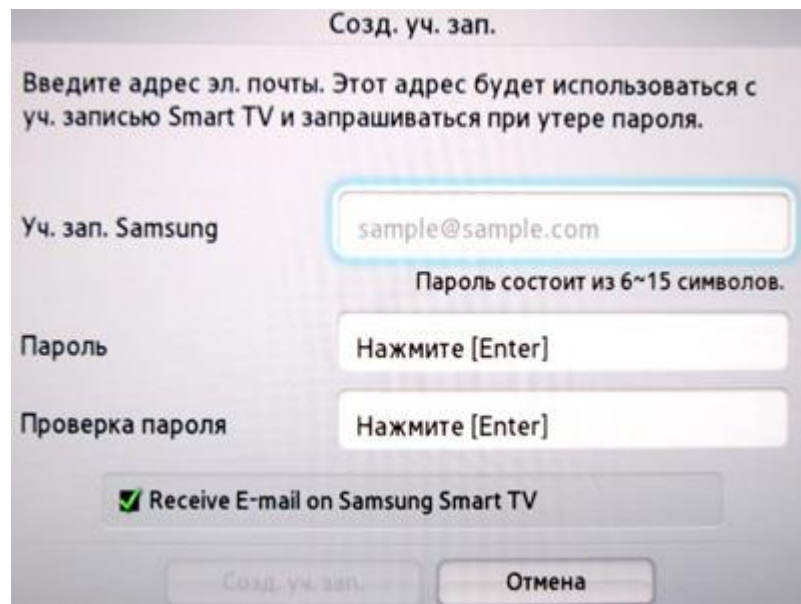 Созд. уч. зап.
Введите адрес эл. почты. Этот адрес будет использоваться с
уч. записью Smart TV и запрашиваться при утере пароля.
Уч. зап. Samsung
sample@sample.com
Пароль состоит из 6~15 символов.
Пароль
Нажмите [Enter]
Проверка пароля
Нажмите [Enter]
Receive E-mail on Samsung Smart TV
Созд. уч. зап.
Отмена